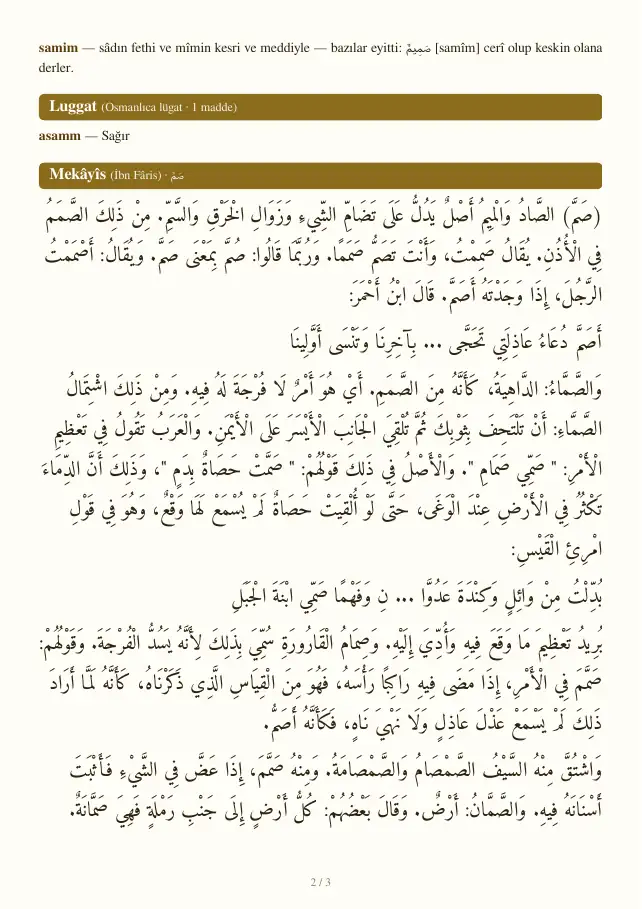 samim — sâdın fethi ve mîmin kesri ve meddiyle — bazılar eyitti: صَمِيمٌ [samîm] cerî olup keskin olana
derler.
Luggat (Osmanlıca lügat · 1 madde)
asamm — Sağır
Mekâyîs (İbn Fâris) · صَمَّ
(صَمَّ) الصَّادُ وَالْمِيمُ أَصْلٌ يَدُلُّ عَلَى تَضَامِّ الشَّيْءِ وَزَوَالِ الْخَرْقِ وَالسَّمِّ. مِنْ ذَلِكَ الصَّمَمُ
فِي الْأُذُنِ. يُقَالُ صَمِمْتُ، وَأَنْتَ تَصَمُّ صَمَمًا. وَرُبَّمَا قَالُوا: صُمَّ بِمَعْنَى صَمَّ. وَيُقَالُ: أَصْمَمْتُ
الرَّجُلَ، إِذَا وَجَدْتَهُ أَصَمَّ. قَالَ ابْنُ أَحْمَرَ:
أَصَمَّ دُعَاءُ عَاذِلَتِي تَحَجَّى ... بِآخِرِنَا وَتَنْسَى أَوَّلِينَا
وَالصَّمَّاءُ: الدَّاهِيَةُ، كَأَنَّهُ مِنَ الصَّمَمِ. أَيْ هُوَ أَمْرٌ لَا فُرْجَةَ لَهُ فِيهِ. وَمِنْ ذَلِكَ اشْتِمَالُ
الصَّمَّاءِ: أَنْ تَلْتَحِفَ بِثَوْبِكَ ثُمَّ تُلْقِيَ الْجَانِبَ الْأَيْسَرَ عَلَى الْأَيْمَنِ. وَالْعَرَبُ تَقُولُ فِي تَعْظِيمِ
الْأَمْرِ: " صَمِّي صَمَامِ ". وَالْأَصْلُ فِي ذَلِكَ قَوْلُهُمْ: " صَمَّتْ حَصَاةٌ بِدَمٍ "، وَذَلِكَ أَنَّ الدِّمَاءَ
تَكْثُرُ فِي الْأَرْضِ عِنْدَ الْوَغَى، حَتَّى لَوْ أُلْقِيَتْ حَصَاةٌ لَمْ يُسْمَعْ لَهَا وَقْعٌ، وَهُوَ فِي قَوْلِ
امْرِئِ الْقَيْسِ:
بُدِّلْتُ مِنْ وَائِلٍ وَكِنْدَةَ عَدْوَا ... نِ وَفَهْمًا صَمِّي ابْنَةَ الْجَبَلِ
يُرِيدُ تَعْظِيمَ مَا وَقَعَ فِيهِ وَأُدِّيَ إِلَيْهِ. وَصِمَامُ الْقَارُورَةِ سُمِّيَ بِذَلِكَ لِأَنَّهُ يَسُدُّ الْفُرْجَةَ. وَقَوْلُهُمْ:
صَمَّمَ فِي الْأَمْرِ، إِذَا مَضَى فِيهِ رَاكِبًا رَأْسَهُ، فَهُوَ مِنَ الْقِيَاسِ الَّذِي ذَكَرْنَاهُ، كَأَنَّهُ لَمَّا أَرَادَ
ذَلِكَ لَمْ يَسْمَعْ عَذْلَ عَاذِلٍ وَلَا نَهْيَ نَاهٍ، فَكَأَنَّهُ أَصَمُّ.
وَاشْتُقَّ مِنْهُ السَّيْفُ الصَّمْصَامُ وَالصَّمْصَامَةُ. وَمِنْهُ صَمَّمَ، إِذَا عَضَّ فِي الشَّيْءِ فَأَثْبَتَ
أَسْنَانَهُ فِيهِ. وَالصَّمَّانُ: أَرْضٌ. وَقَالَ بَعْضُهُمْ: كُلُّ أَرْضٍ إِلَى جَنْبِ رَمْلَةٍ فَهِيَ صَمَّانَةٌ.
2 / 3